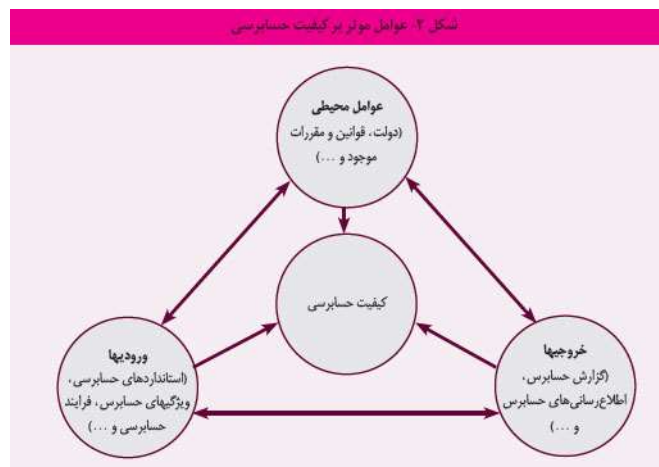 شکل ۲. عوامل موثر بر کیفیت حسابرسی
عوامل محیطی
(دولت، قوانین و مقررات
موجود و ...)
کیفیت حسابرسی
خروجیها
(گزارش حسابرس،
اطلاع‌رسانی‌های حسابرس
و ...)
ورودیها
(استانداردهای حسابرسی،
ویژگیهای حسابرس، فرایند
حسابرسی و ...)